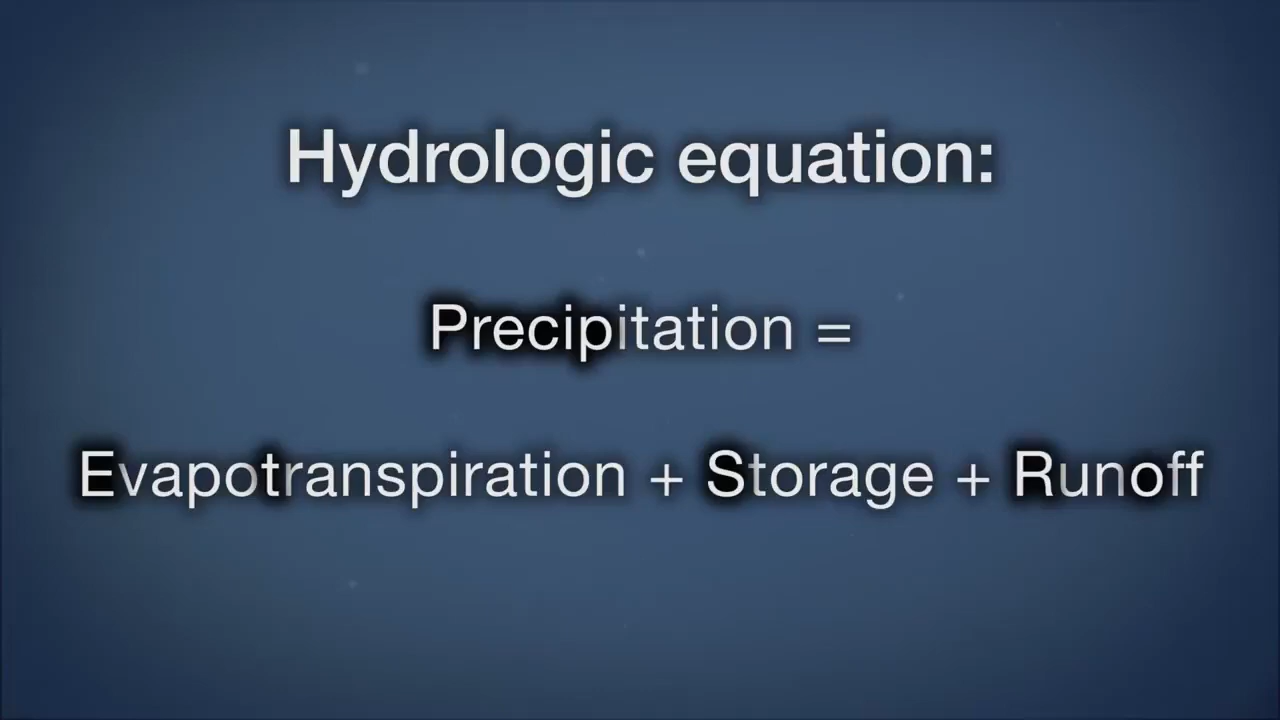 Hydrologic equation:
Precipitation =
Evapotranspiration + Storage + Runoff